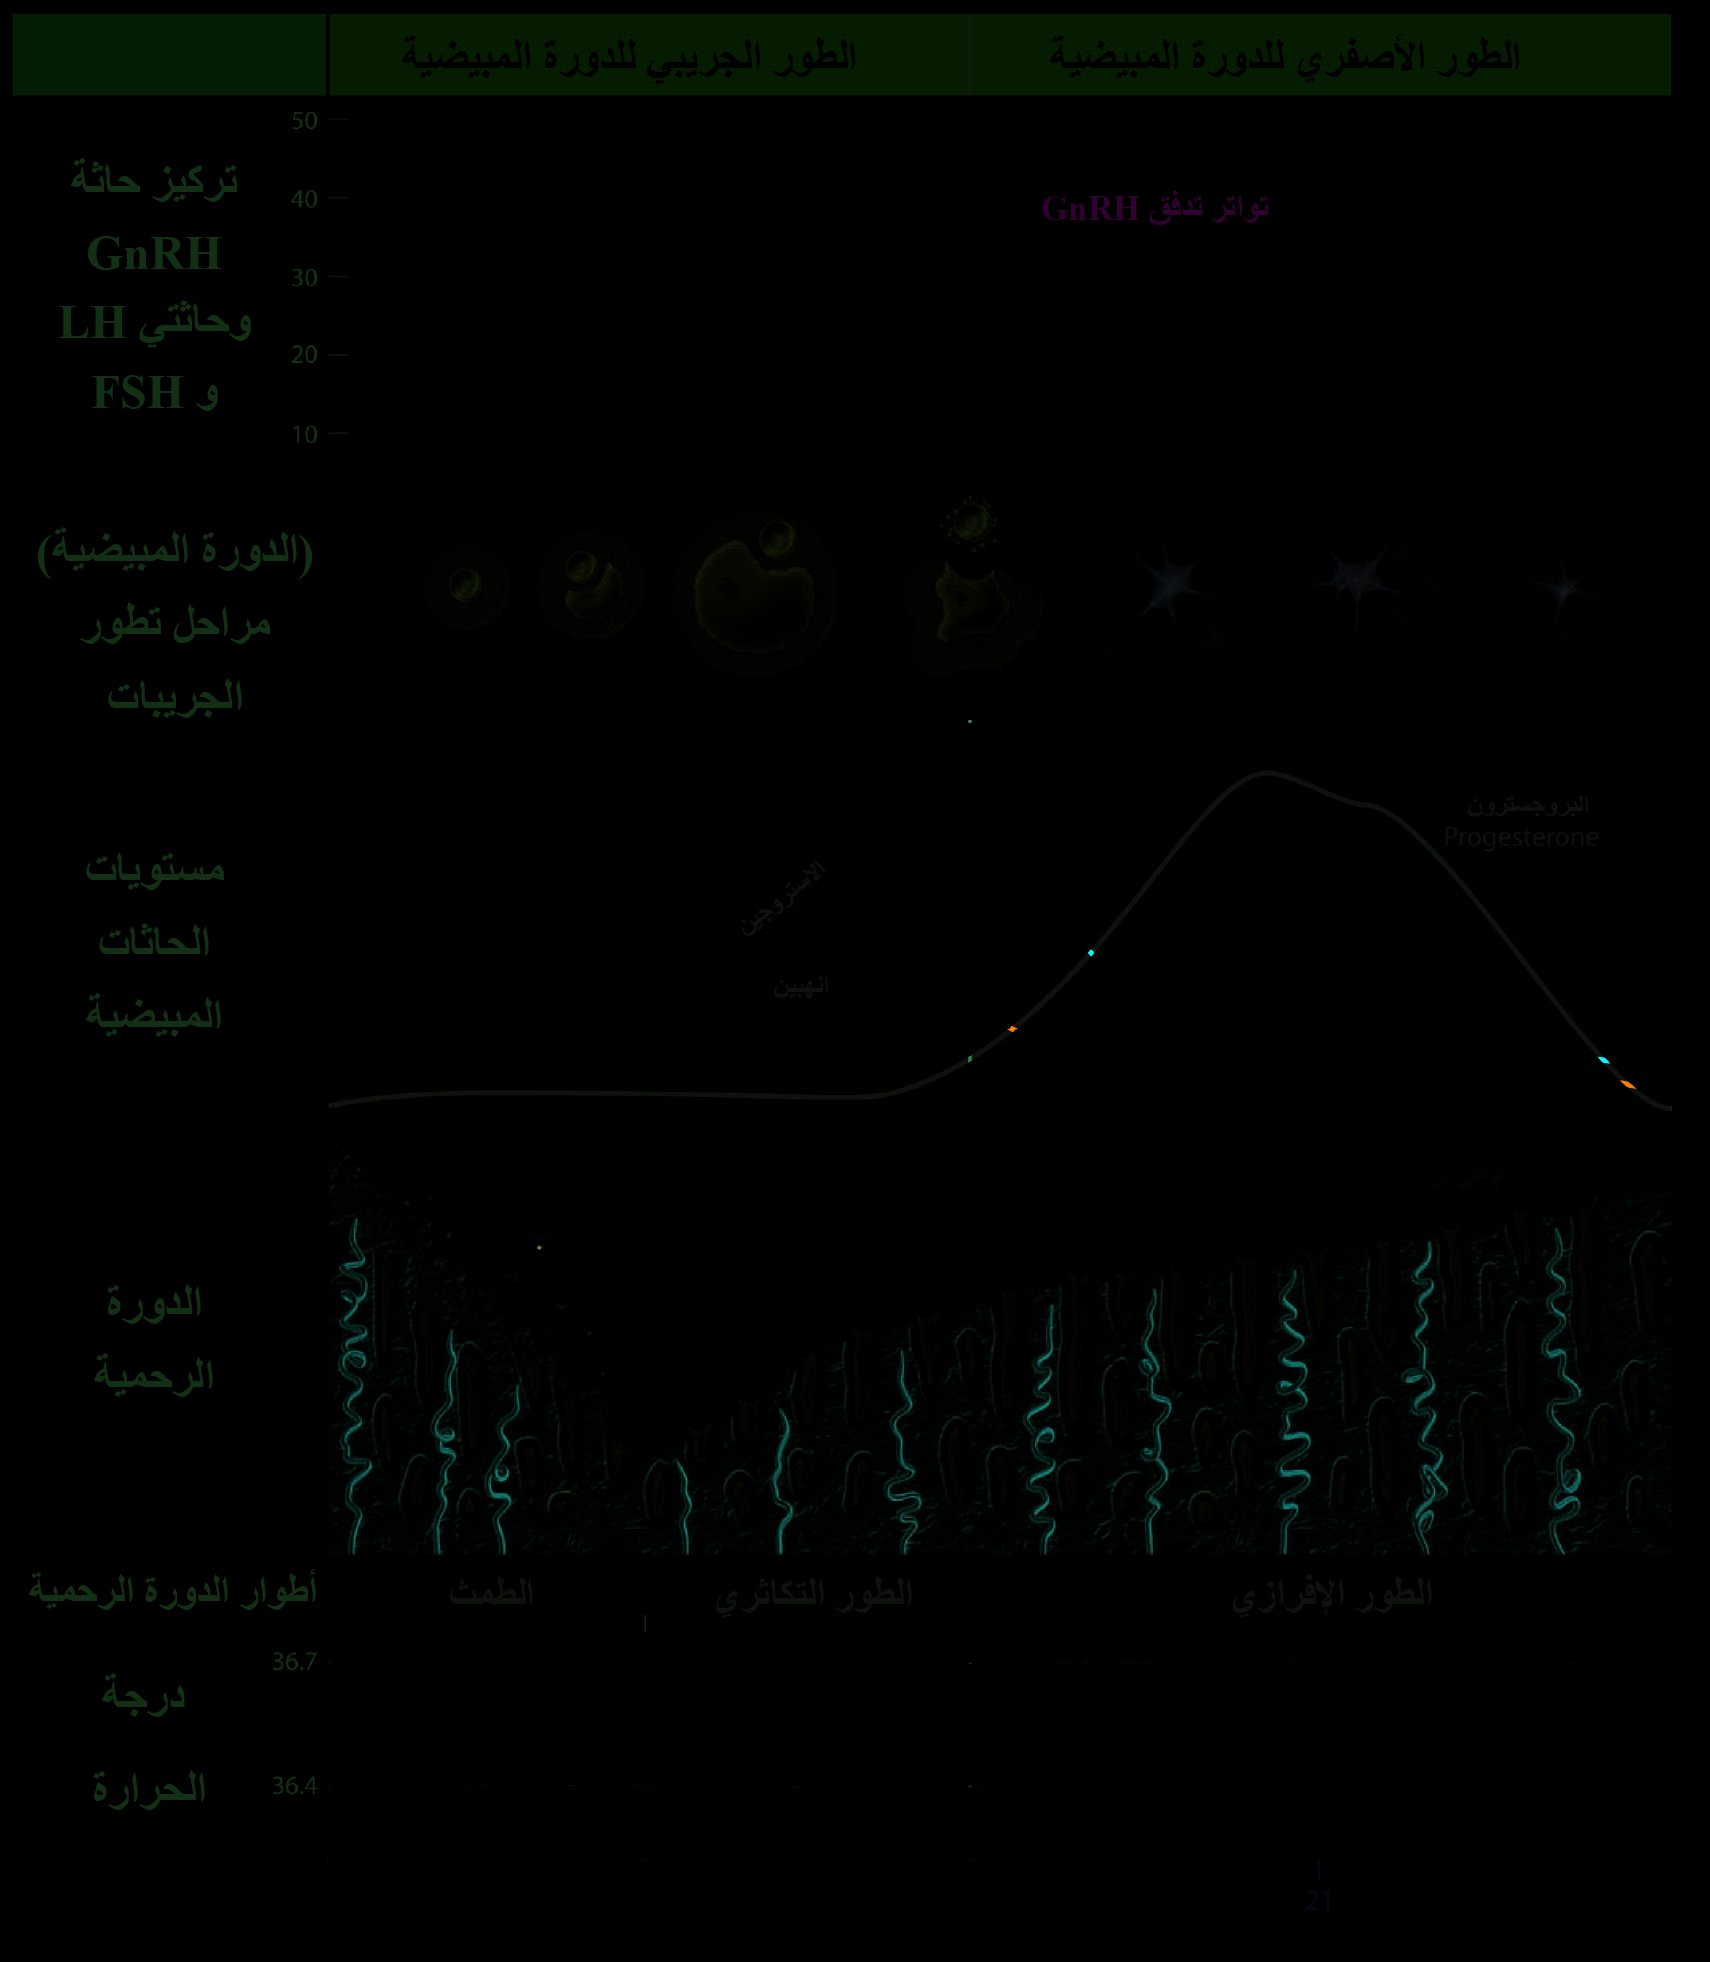 الطور الجريبي للدورة المبيضية
الطور الأصفري للدورة المبيضية
50
40
30
20
10
تركيز حاثة
GnRH
وحاثتي LH
و FSH
تواتر تدفق GnRH
(الدورة المبيضية)
مراحل تطور
الجريبات
مستويات
الحاثات
المبيضية
الاستروجين
انهبين
البروجسترون
Progesterone
الدورة
الرحمية
أطوار الدورة الرحمية
الطمث
الطور التكاثري
الطور الإفرازي
36.7
درجة
الحرارة
36.4
21